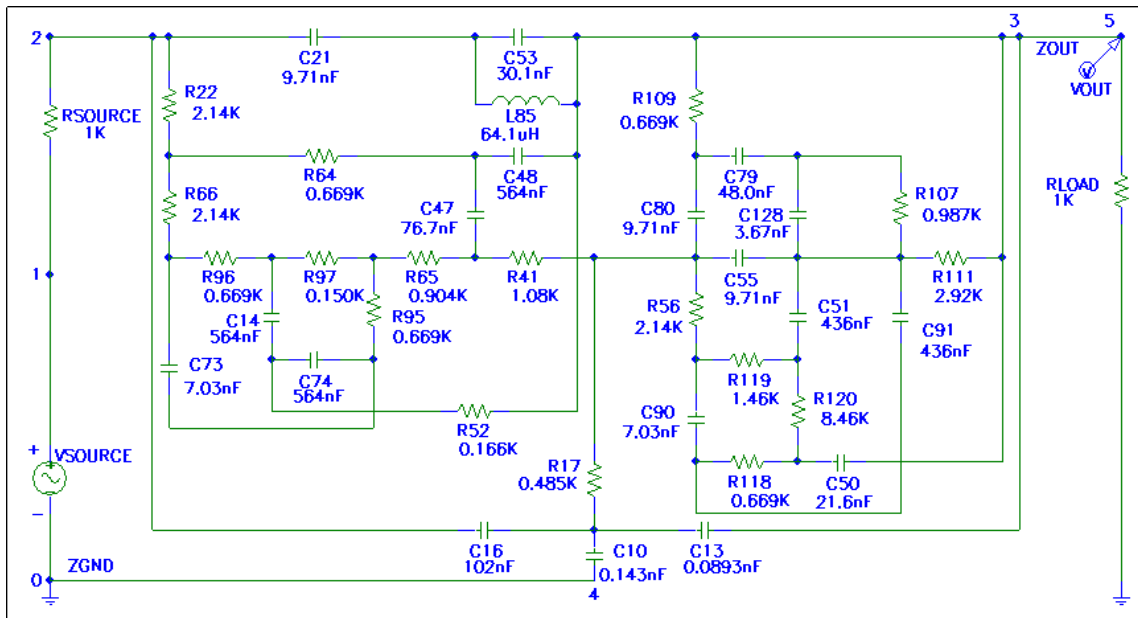 2
3
5
C21
9.71nF
C53
30.1nF
ZOUT
V
VOUT
R22
2.14K
RSOURCE
1K
L85
64.1uH
R109
0.669K
R64
0.669K
C48
564nF
C79
48.0nF
R66
2.14K
C47
76.7nF
C80
9.71nF
C128
3.67nF
R107
0.987K
RLOAD
1K
1
R96
0.669K
R97
0.150K
R65
0.904K
R41
1.08K
C55
9.71nF
R111
2.92K
C14
564nF
R95
0.669K
R56
2.14K
C51
436nF
C91
436nF
C73
7.03nF
C74
564nF
R119
1.46K
R120
8.46K
R52
0.166K
C90
7.03nF
+
VSOURCE
-
R17
0.485K
R118
0.669K
C50
21.6nF
C16
102nF
C10
0.143nF
C13
0.0893nF
ZGND
0
4